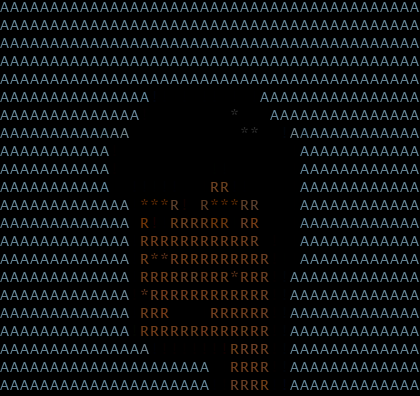 AAAAAAAAAAAAAAAAAAAAAAAAAAAAAAAAAAAAAAAAAA
AAAAAAAAAAAAAAAAAAAAAAAAAAAAAAAAAAAAAAAAAA
AAAAAAAAAAAAAAAAAAAAAAAAAAAAAAAAAAAAAAAAAA
AAAAAAAAAAAAAAAAAAAAAAAAAAAAAAAAAAAAAAAAAA
AAAAAAAAAAAAAAAAAAAAAAAAAAAAAAAAAAAAAAAAAA
AAAAAAAAAAAAAAA           AAAAAAAAAAAAAAAA
AAAAAAAAAAAAAA         *   AAAAAAAAAAAAAAA
AAAAAAAAAAAAA           **   AAAAAAAAAAAAA
AAAAAAAAAAA                   AAAAAAAAAAAA
AAAAAAAAAAA                   AAAAAAAAAAAA
AAAAAAAAAAA          RR       AAAAAAAAAAAA
AAAAAAAAAAAAA ***R  R***RR    AAAAAAAAAAAA
AAAAAAAAAAAAA R  RRRRRR RR    AAAAAAAAAAAA
AAAAAAAAAAAAA RRRRRRRRRRRR    AAAAAAAAAAAA
AAAAAAAAAAAAA R**RRRRRRRRRR   AAAAAAAAAAAA
AAAAAAAAAAAAA RRRRRRRRR*RRR  AAAAAAAAAAAAA
AAAAAAAAAAAAA *RRRRRRRRRRRR  AAAAAAAAAAAAA
AAAAAAAAAAAAA RRR    RRRRRR  AAAAAAAAAAAAA
AAAAAAAAAAAAA RRRRRRRRRRRRR  AAAAAAAAAAAAA
AAAAAAAAAAAAAAA        RRRR  AAAAAAAAAAAAA
AAAAAAAAAAAAAAAAAAAAA  RRRR  AAAAAAAAAAAAA
AAAAAAAAAAAAAAAAAAAAA  RRRR  AAAAAAAAAAAAA